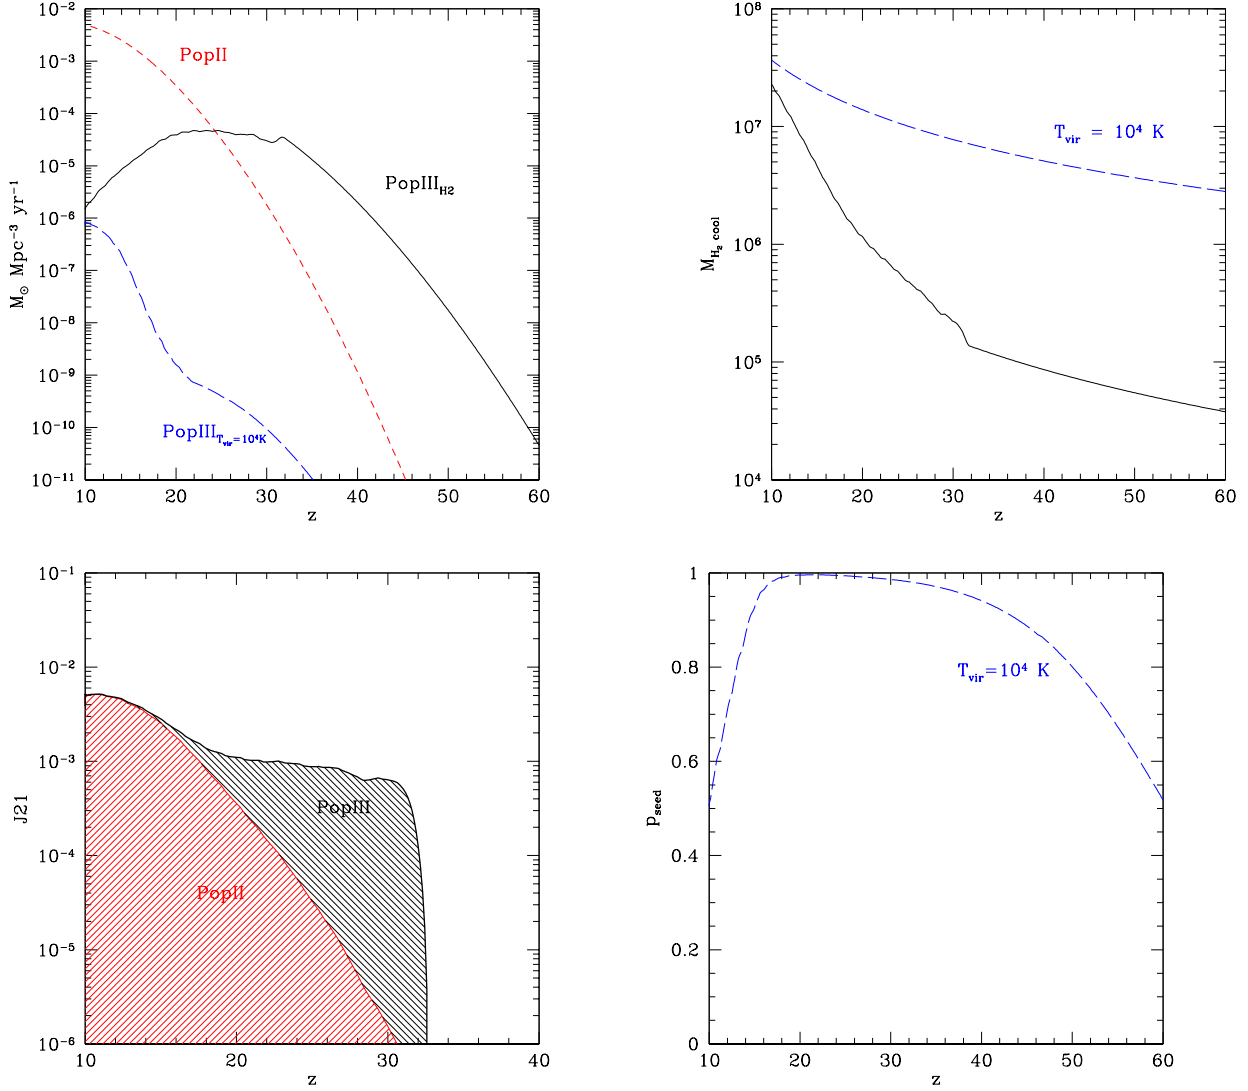 10⁻²
10⁻³
10⁻⁴
10⁻⁵
10⁻⁶
10⁻⁷
10⁻⁸
10⁻⁹
10⁻¹⁰
10⁻¹¹
M⊙ Mpc⁻³ yr⁻¹
PopII
PopIII_H2
PopIII_Tvir=10⁴K
10 20 30 40 50 60
z
10⁸
10⁷
10⁶
10⁵
10⁴
M_H₂ cool
T_vir = 10⁴ K
10 20 30 40 50 60
z
10⁻¹
10⁻²
10⁻³
10⁻⁴
10⁻⁵
10⁻⁶
J21
PopIII
PopII
10 20 30 40
z
1
0.8
0.6
0.4
0.2
0
p_seed
T_vir=10⁴ K
10 20 30 40 50 60
z